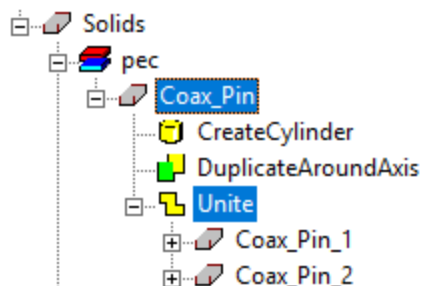 Solids
pec
Coax_Pin
CreateCylinder
DuplicateAroundAxis
Unite
Coax_Pin_1
Coax_Pin_2